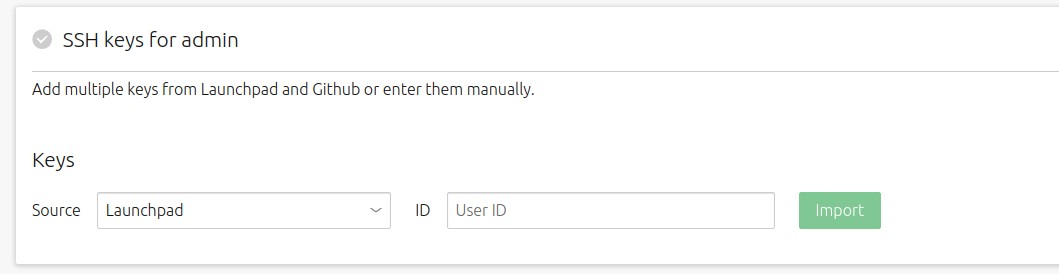 SSH keys for admin
Add multiple keys from Launchpad and Github or enter them manually.
Keys
Source Launchpad ID User ID Import